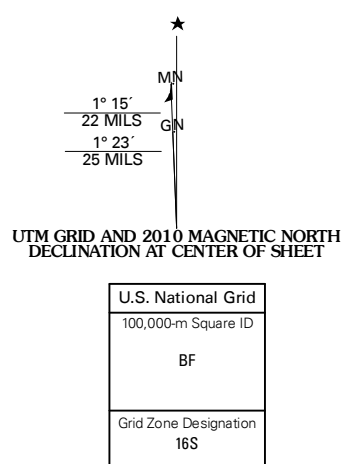 MN
1° 15´
22 MILS
GN
1° 23´
25 MILS
UTM GRID AND 2010 MAGNETIC NORTH
DECLINATION AT CENTER OF SHEET
U.S. National Grid
100,000-m Square ID
BF
Grid Zone Designation
16S